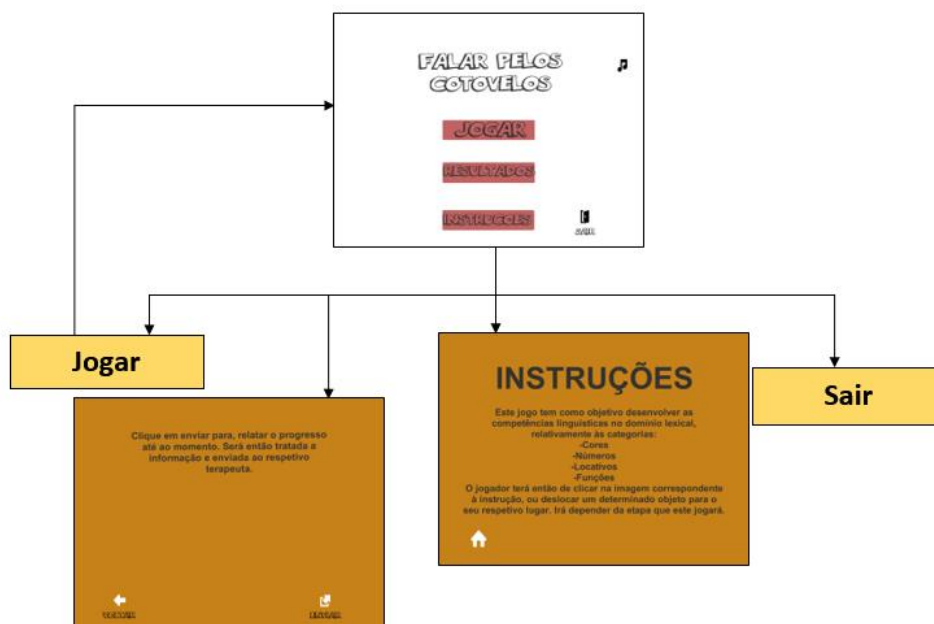 FALAR PELOS
COTOVELOS
JOGAR
RESULTADOS
INSTRUCOES
SAIR
Jogar
INSTRUÇÕES
Este jogo tem como objetivo desenvolver as
competências linguísticas no domínio lexical,
relativamente às categorias:
-Cores
-Números
-Locativos
-Funções
O jogador terá então de clicar na imagem correspondente
à instrução, ou deslocar um determinado objeto para o
seu respetivo lugar. Irá depender da etapa que este jogará.
Sair
Clique em enviar para, relatar o progresso
até ao momento. Será então tratada a
informação e enviada ao respetivo
terapeuta.
VOLTAR
ENVIAR